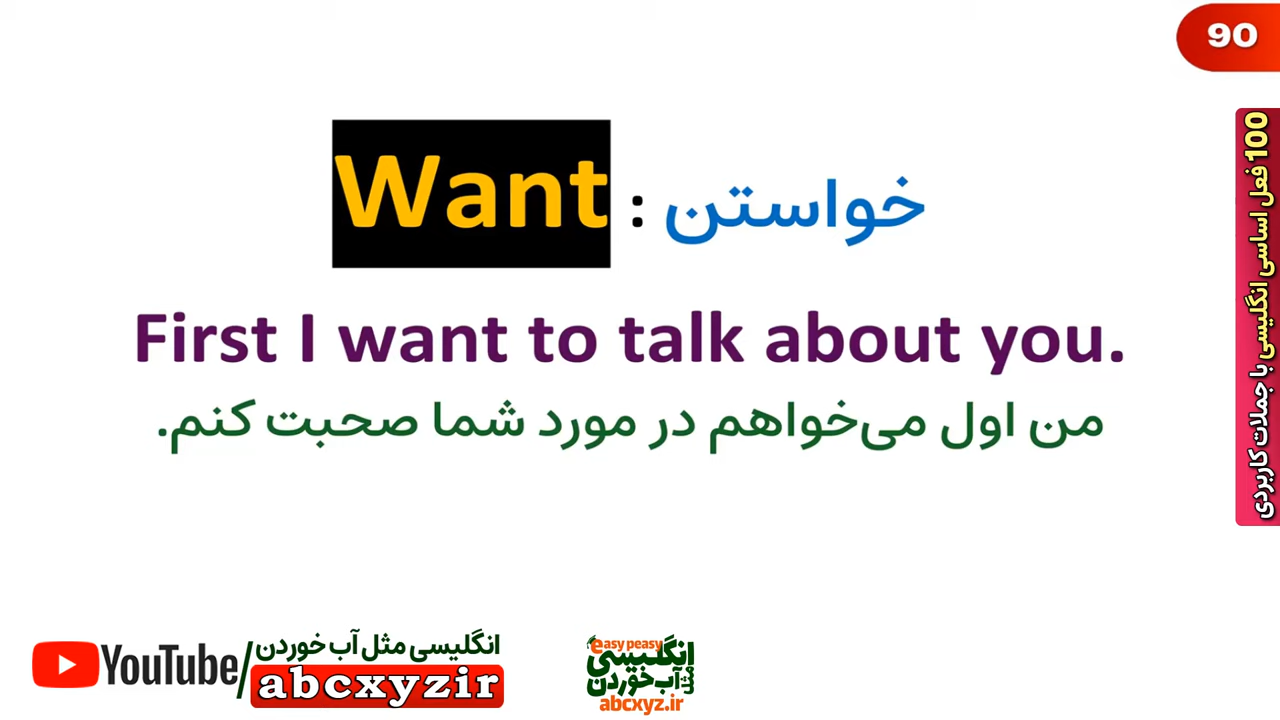 90
Want : خواستن
First I want to talk about you.
من اول می‌خواهم در مورد شما صحبت کنم.
100 فعل اساسی انگلیسی با جملات کاربردی
YouTube/
انگلیسی مثل آب خوردن
abcxyzir
easy peasy
انگلیسی
مثل
آب خوردن
abcxyz.ir